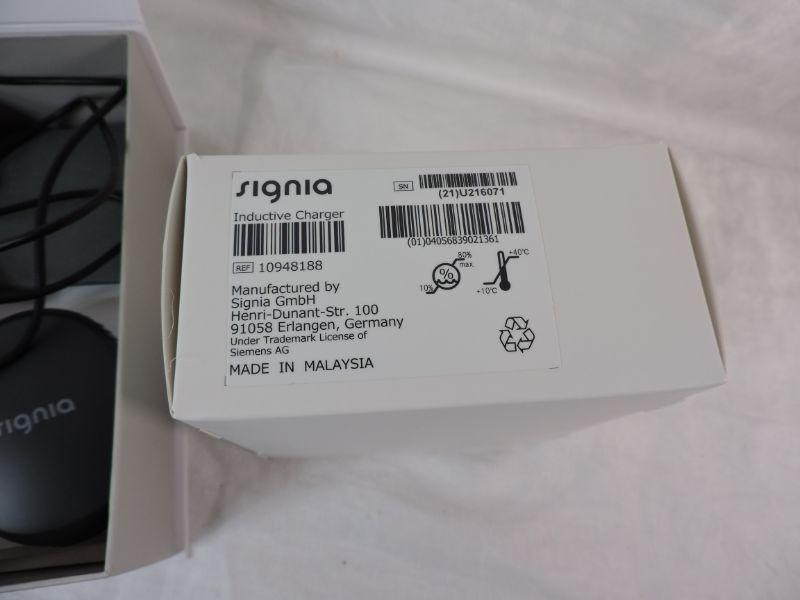 signia
Inductive Charger
REF 10948188
Manufactured by
Signia GmbH
Henri-Dunant-Str. 100
91058 Erlangen, Germany
Under Trademark License of
Siemens AG
MADE IN MALAYSIA
SN
(21)U216071
(01)04056839021361
80%
max.
%
10%
+40°C
+10°C
signia